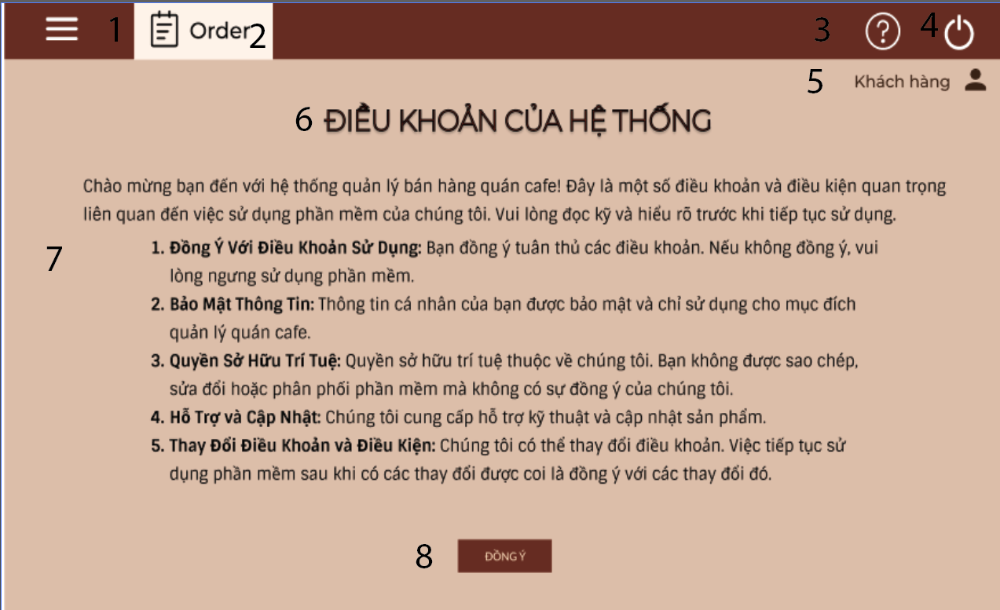 1 Order 2 3 ? 4
5 Khách hàng
6 ĐIỀU KHOẢN CỦA HỆ THỐNG
Chào mừng bạn đến với hệ thống quản lý bán hàng quán cafe! Đây là một số điều khoản và điều kiện quan trọng
liên quan đến việc sử dụng phần mềm của chúng tôi. Vui lòng đọc kỹ và hiểu rõ trước khi tiếp tục sử dụng.
7
1. Đồng Ý Với Điều Khoản Sử Dụng: Bạn đồng ý tuân thủ các điều khoản. Nếu không đồng ý, vui
lòng ngưng sử dụng phần mềm.
2. Bảo Mật Thông Tin: Thông tin cá nhân của bạn được bảo mật và chỉ sử dụng cho mục đích
quản lý quán cafe.
3. Quyền Sở Hữu Trí Tuệ: Quyền sở hữu trí tuệ thuộc về chúng tôi. Bạn không được sao chép,
sửa đổi hoặc phân phối phần mềm mà không có sự đồng ý của chúng tôi.
4. Hỗ Trợ và Cập Nhật: Chúng tôi cung cấp hỗ trợ kỹ thuật và cập nhật sản phẩm.
5. Thay Đổi Điều Khoản và Điều Kiện: Chúng tôi có thể thay đổi điều khoản. Việc tiếp tục sử
dụng phần mềm sau khi có các thay đổi được coi là đồng ý với các thay đổi đó.
8 ĐỒNG Ý